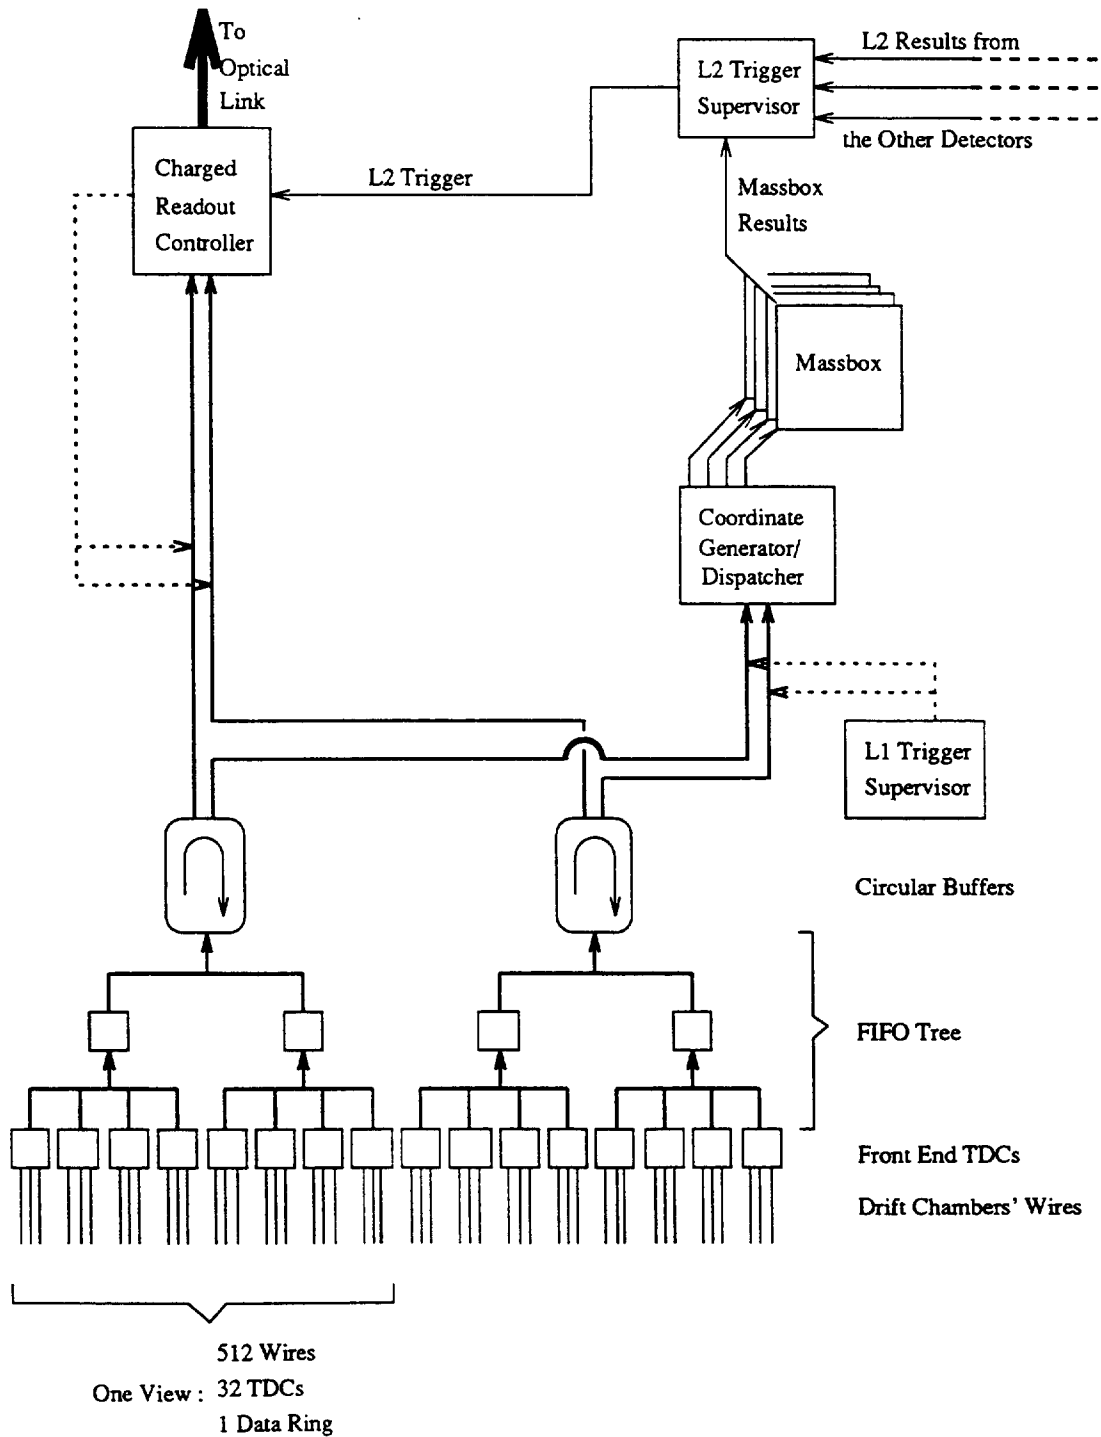 To
Optical
Link
L2 Results from
L2 Trigger
Supervisor
the Other Detectors
Charged
Readout
Controller
L2 Trigger
Massbox
Results
Massbox
Coordinate
Generator/
Dispatcher
L1 Trigger
Supervisor
Circular Buffers
FIFO Tree
Front End TDCs
Drift Chambers' Wires
512 Wires
One View : 32 TDCs
1 Data Ring